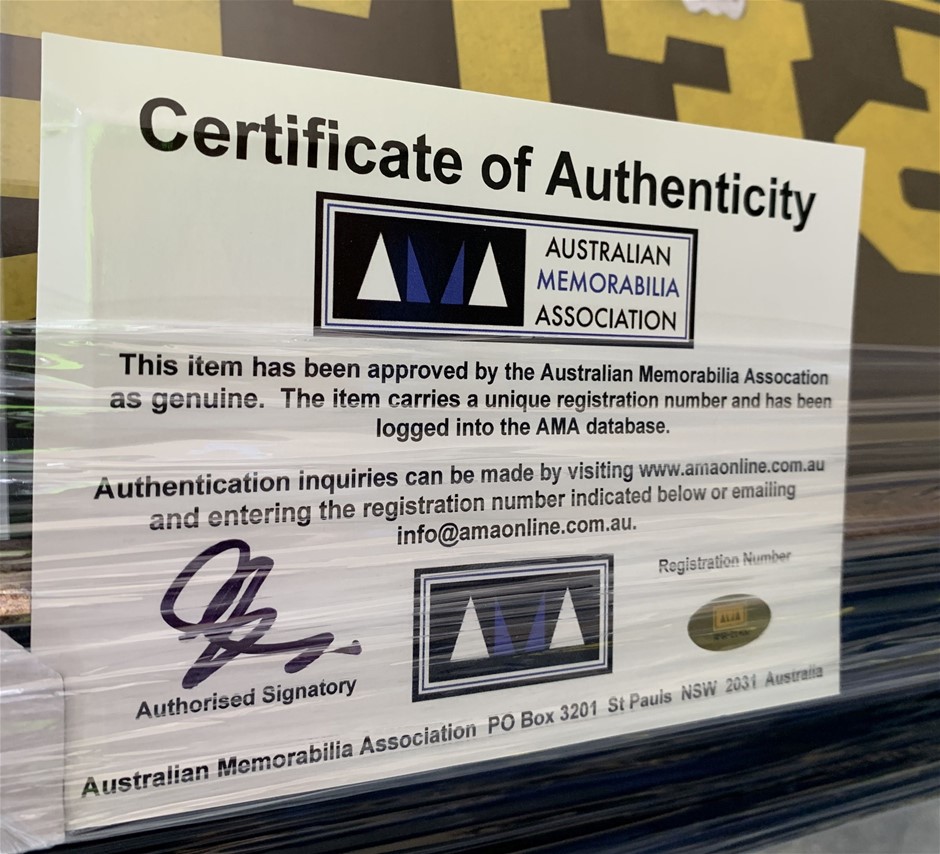 Certificate of Authenticity
AMA
AUSTRALIAN
MEMORABILIA
ASSOCIATION
This item has been approved by the Australian Memorabilia Assocation
as genuine. The item carries a unique registration number and has been
logged into the AMA database.
Authentication inquiries can be made by visiting www.amaonline.com.au
and entering the registration number indicated below or emailing
info@amaonline.com.au.
Registration Number
AMA
AMA
Authorised Signatory
Australian Memorabilia Association PO Box 3201 St Pauls NSW 2031 Australia